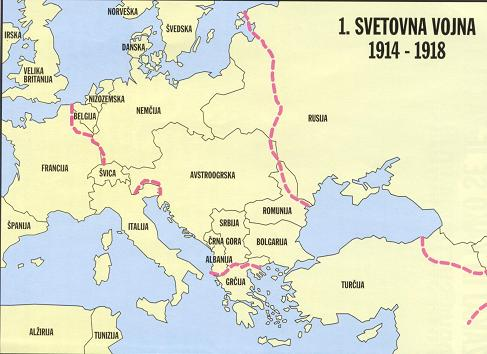 1. SVETOVNA VOJNA
1914 - 1918
NORVEŠKA
ŠVEDSKA
IRSKA
DANSKA
VELIKA
BRITANIJA
NIZOZEMSKA
BELGIJA
NEMČIJA
RUSIJA
FRANCIJA
ŠVICA
AVSTROOGRSKA
ROMUNIJA
ŠPANIJA
ITALIJA
SRBIJA
ČRNA GORA
BOLGARIJA
ALBANIJA
GRČIJA
TURČIJA
ALŽIRIJA
TUNIZIJA